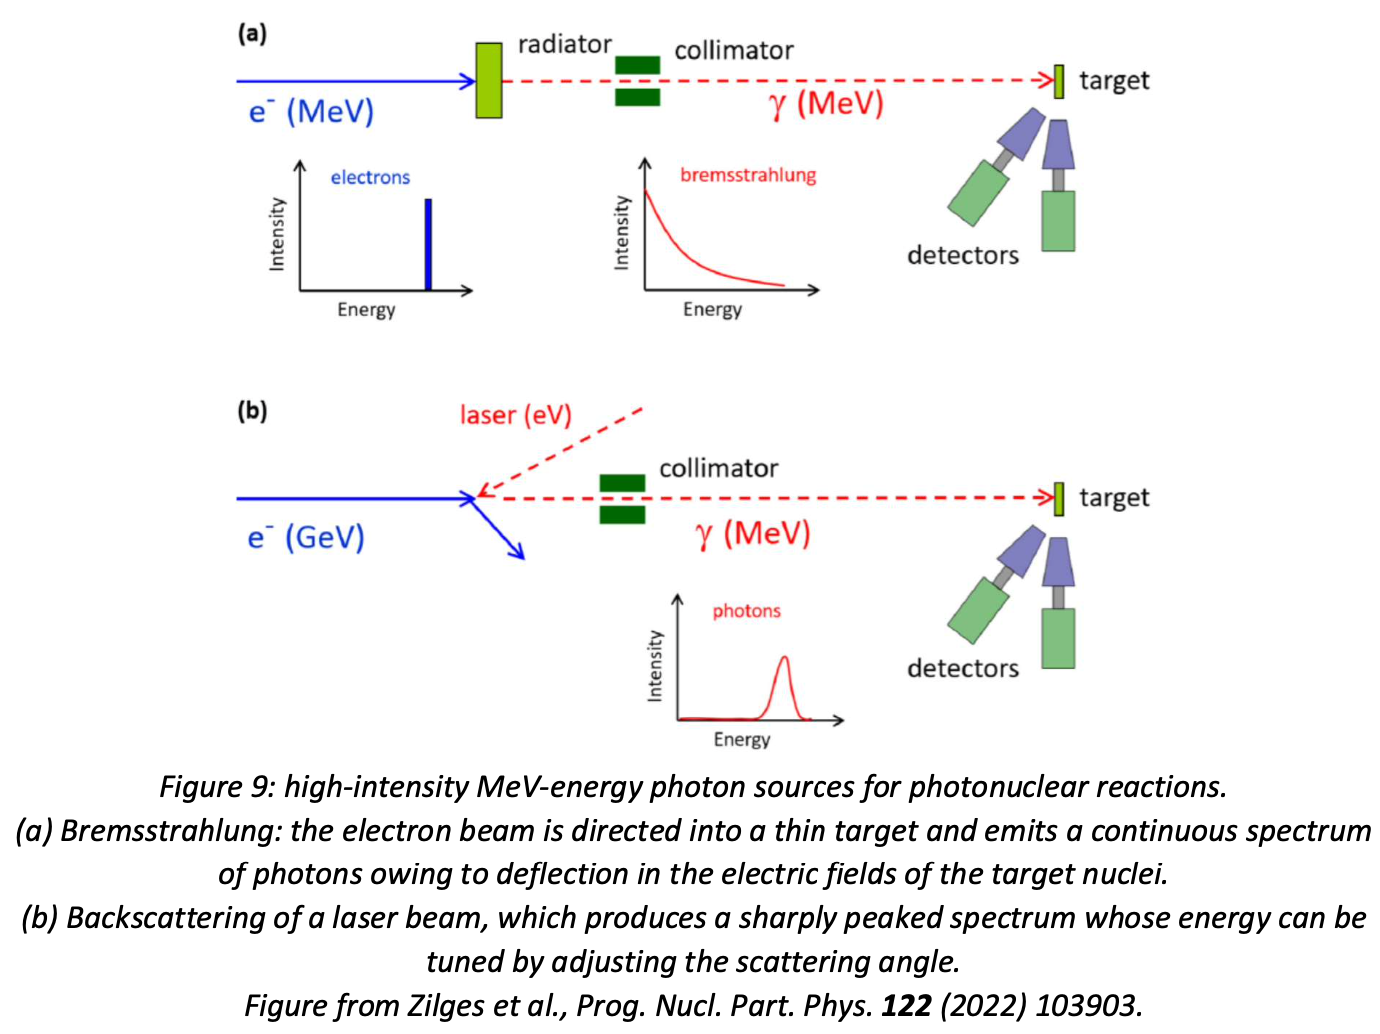 (a)
radiator
collimator
target
e⁻ (MeV)
γ (MeV)
electrons
Intensity
Energy
bremsstrahlung
Intensity
Energy
detectors
(b)
laser (eV)
collimator
target
e⁻ (GeV)
γ (MeV)
photons
Intensity
Energy
detectors
Figure 9: high-intensity MeV-energy photon sources for photonuclear reactions.
(a) Bremsstrahlung: the electron beam is directed into a thin target and emits a continuous spectrum
of photons owing to deflection in the electric fields of the target nuclei.
(b) Backscattering of a laser beam, which produces a sharply peaked spectrum whose energy can be
tuned by adjusting the scattering angle.
Figure from Zilges et al., Prog. Nucl. Part. Phys. 122 (2022) 103903.